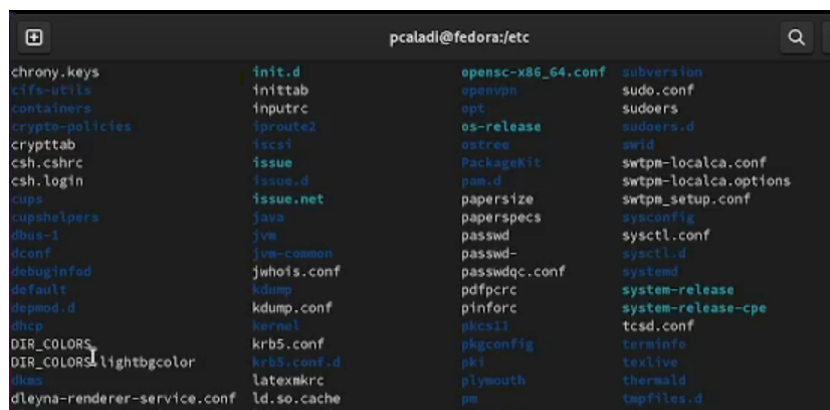 pcaladi@fedora:/etc
chrony.keys init.d opensc-x86_64.conf subversion
cifs-utils inittab openvpn sudo.conf
containers inputrc opt sudoers
crypto-policies iproute2 os-release sudoers.d
crypttab iscsi ostree swid
csh.cshrc issue PackageKit swtpm-localca.conf
csh.login issue.d pam.d swtpm-localca.options
cups issue.net papersize swtpm_setup.conf
cupshelpers java paperspecs sysconfig
dbus-1 jvm passwd sysctl.conf
dconf jvm-common passwd- sysctl.d
debuginfod jwhois.conf passwdqc.conf systemd
default kdump pdfpcrc system-release
depmod.d kdump.conf pinforc system-release-cpe
dhcp kernel pkcs11 tcsd.conf
DIR_COLORS krb5.conf pkgconfig terminfo
DIR_COLORS.lightbgcolor krb5.conf.d pki texlive
dkms latexmkrc plymouth thermald
dleyna-renderer-service.conf ld.so.cache pm tmpfiles.d